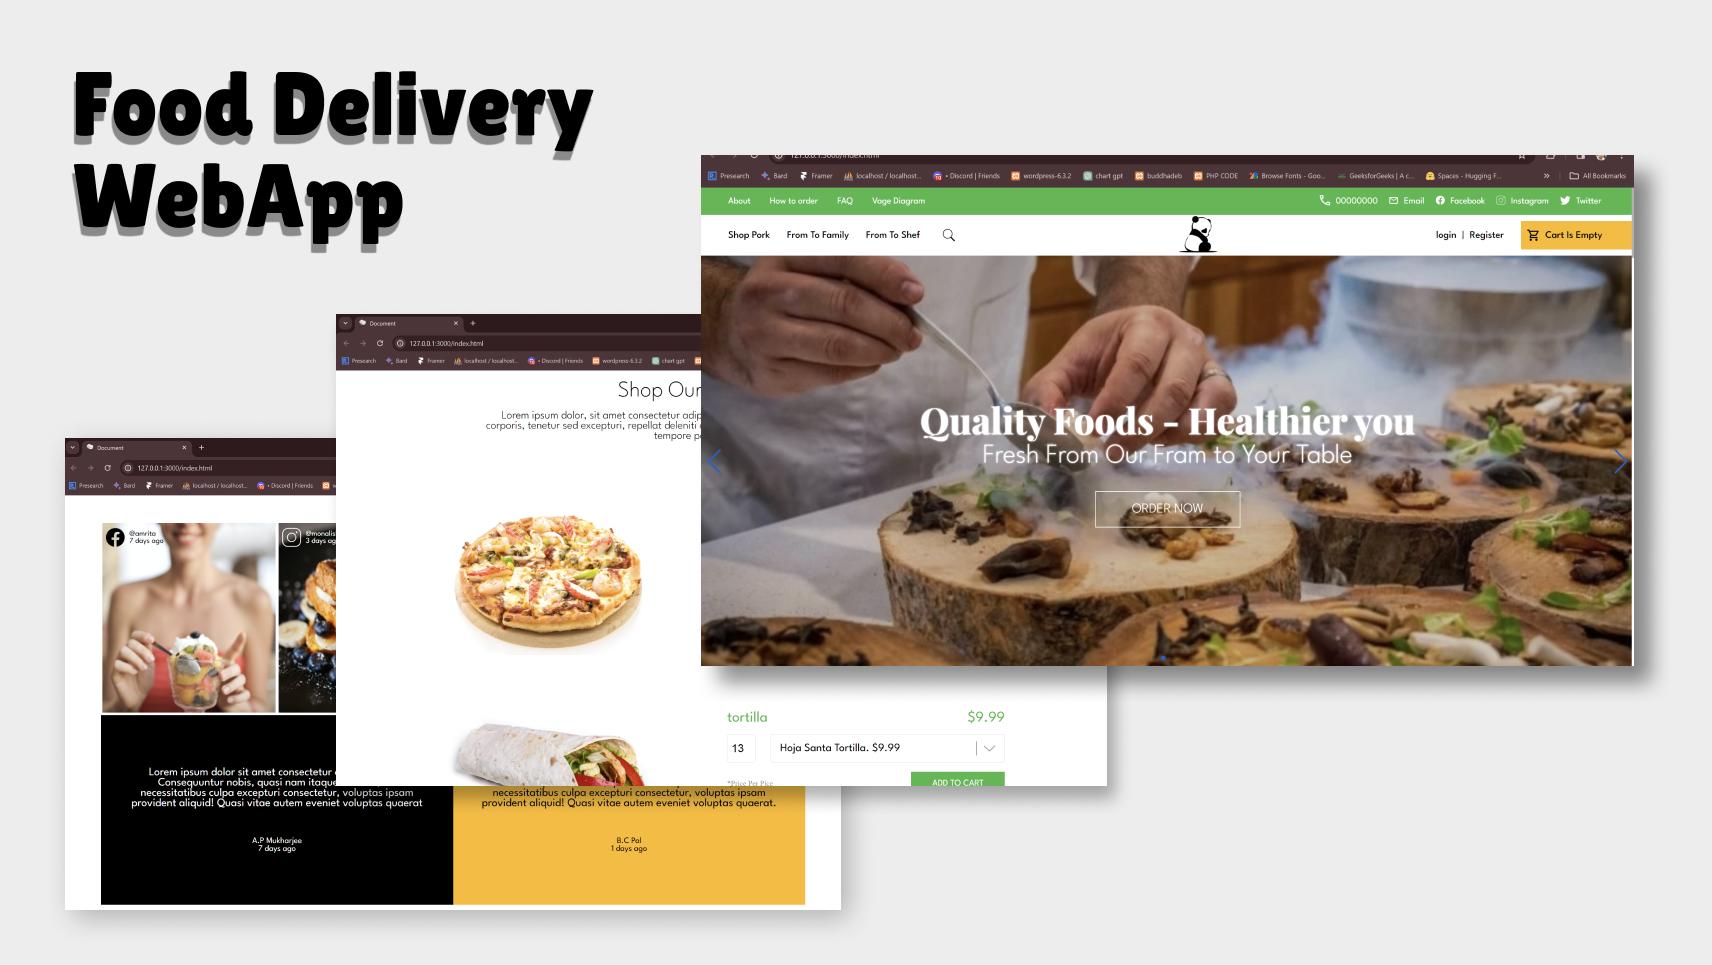 Food Delivery
WebApp
127.0.0.1:3000/index.html
Presearch Bard Framer localhost / localhost... • Discord | Friends wordpress-6.3.2 chart gpt buddhadeb PHP CODE Browse Fonts - Goo... GeeksforGeeks | A c... Spaces - Hugging F... » All Bookmarks
About How to order FAQ Vage Diagram 00000000 Email Facebook Instagram Twitter
Shop Pork From To Family From To Shef login | Register Cart Is Empty
Quality Foods - Healthier you
Fresh From Our Fram to Your Table
ORDER NOW
Document
127.0.0.1:3000/index.html
Presearch Bard Framer localhost / localhost... • Discord | Friends wordpress-6.3.2 chart gpt
Shop Our
Lorem ipsum dolor, sit amet consectetur adip
corporis, tenetur sed excepturi, repellat deleniti
tempore
tortilla $9.99
13 Hoja Santa Tortilla. $9.99
*Price Per Pice ADD TO CART
Document
127.0.0.1:3000/index.html
Presearch Bard Framer localhost / localhost... • Discord | Friends
@amrita
7 days ago
@monalis
3 days ag
Lorem ipsum dolor sit amet consectetur
Consequuntur nobis, quasi nam itaque
necessitatibus culpa excepturi consectetur, voluptas ipsam
provident aliquid! Quasi vitae autem eveniet voluptas quaerat
A.P Mukharjee
7 days ago
necessitatibus culpa excepturi consectetur, voluptas ipsam
provident aliquid! Quasi vitae autem eveniet voluptas quaerat.
B.C Pal
1 days ago